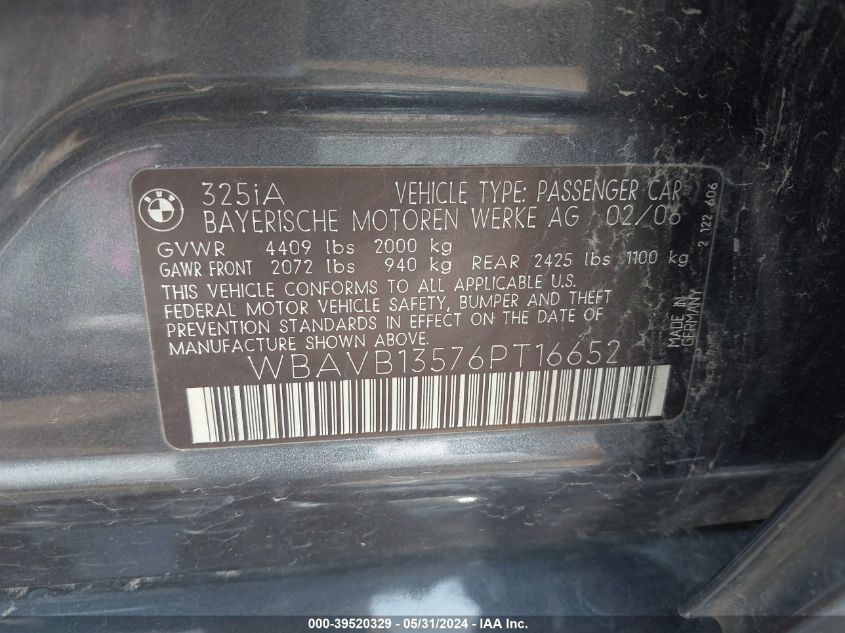 325iA VEHICLE TYPE: PASSENGER CAR
BAYERISCHE MOTOREN WERKE AG 02/06
GVWR 4409 lbs 2000 kg
GAWR FRONT 2072 lbs 940 kg REAR 2425 lbs 1100 kg
THIS VEHICLE CONFORMS TO ALL APPLICABLE U.S.
FEDERAL MOTOR VEHICLE SAFETY, BUMPER AND THEFT
PREVENTION STANDARDS IN EFFECT ON THE DATE OF
MANUFACTURE SHOWN ABOVE.
WBAVB13576PT16652
MADE IN
GERMANY
2 122 606
BMW
000-39520329 - 05/31/2024 - IAAI.COM